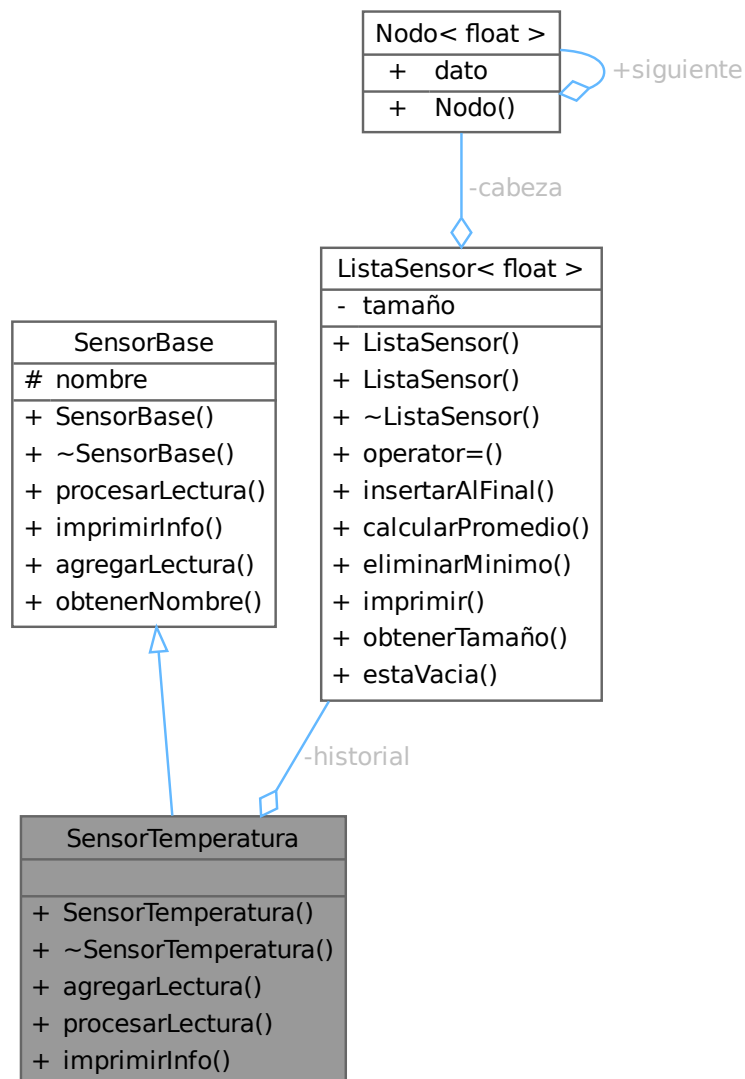 Nodo< float >
+ dato
+ Nodo()
+siguiente
-cabeza
ListaSensor< float >
- tamaño
+ ListaSensor()
+ ListaSensor()
+ ~ListaSensor()
+ operator=()
+ insertarAlFinal()
+ calcularPromedio()
+ eliminarMinimo()
+ imprimir()
+ obtenerTamaño()
+ estaVacia()
SensorBase
# nombre
+ SensorBase()
+ ~SensorBase()
+ procesarLectura()
+ imprimirInfo()
+ agregarLectura()
+ obtenerNombre()
-historial
SensorTemperatura
+ SensorTemperatura()
+ ~SensorTemperatura()
+ agregarLectura()
+ procesarLectura()
+ imprimirInfo()